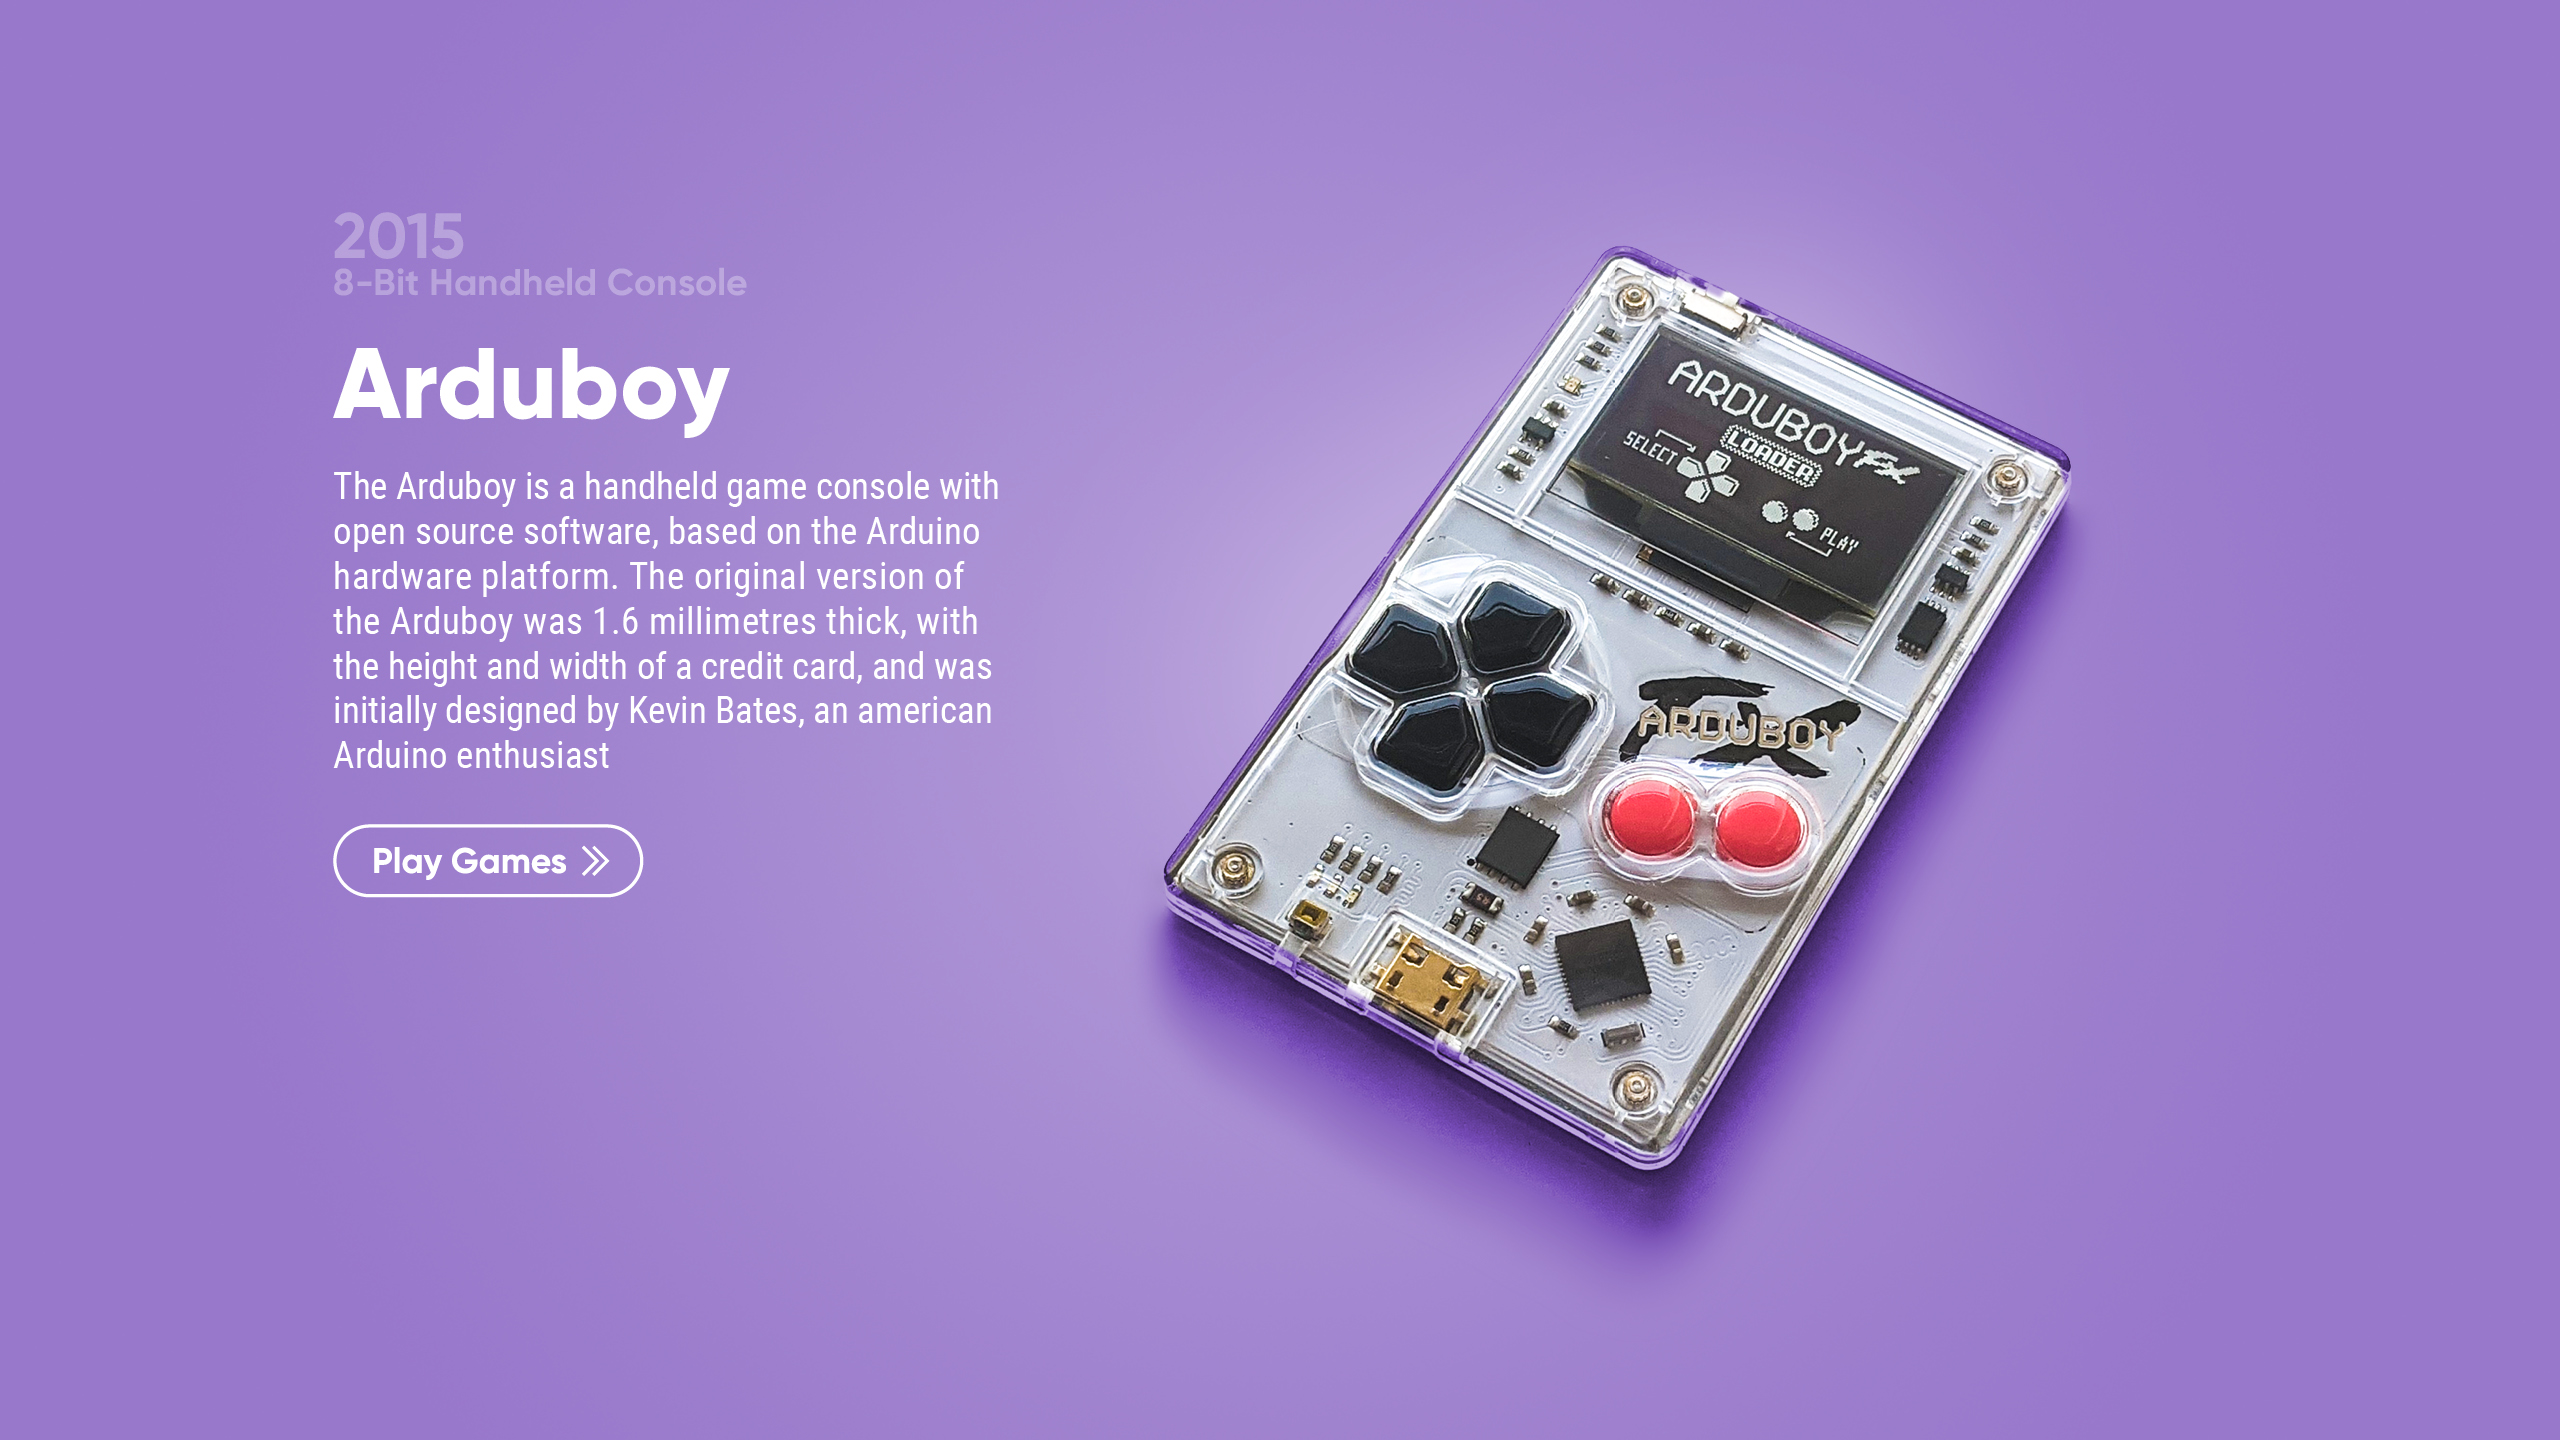 2015
8-Bit Handheld Console
Arduboy
The Arduboy is a handheld game console with
open source software, based on the Arduino
hardware platform. The original version of
the Arduboy was 1.6 millimetres thick, with
the height and width of a credit card, and was
initially designed by Kevin Bates, an american
Arduino enthusiast
Play Games
ARDUBOY FX
LOADER
SELECT
PLAY
ARDUBOY
FX